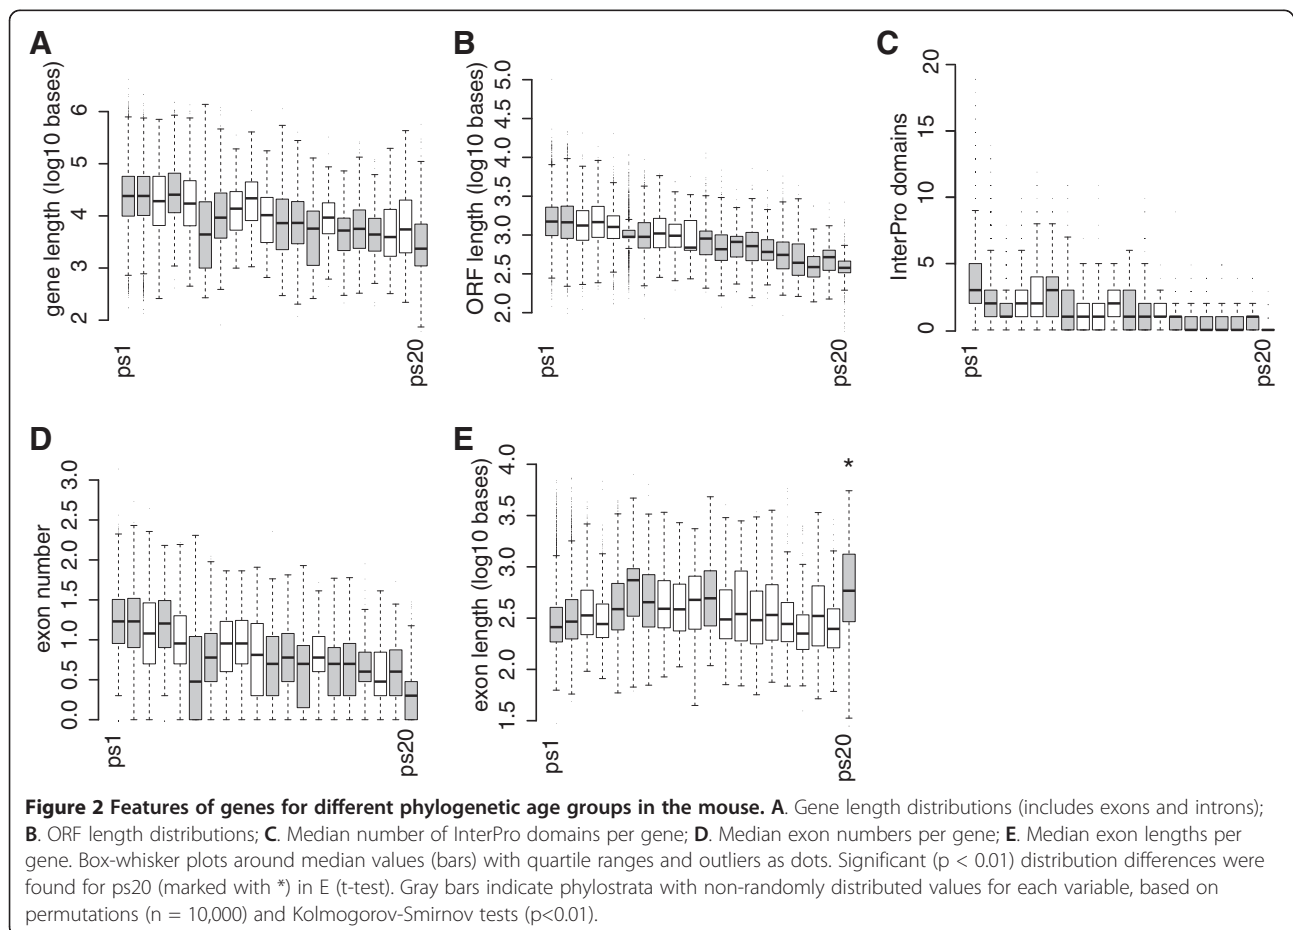 A
gene length (log10 bases)
6
5
4
3
2
ps1
ps20
B
ORF length (log10 bases)
5.0
4.5
4.0
3.5
3.0
2.5
2.0
ps1
ps20
C
InterPro domains
20
15
10
5
0
ps1
ps20
D
exon number
3.0
2.5
2.0
1.5
1.0
0.5
0.0
ps1
ps20
E
exon length (log10 bases)
4.0
3.5
3.0
2.5
2.0
1.5
*
ps1
ps20
Figure 2 Features of genes for different phylogenetic age groups in the mouse. A. Gene length distributions (includes exons and introns);
B. ORF length distributions; C. Median number of InterPro domains per gene; D. Median exon numbers per gene; E. Median exon lengths per
gene. Box-whisker plots around median values (bars) with quartile ranges and outliers as dots. Significant (p < 0.01) distribution differences were
found for ps20 (marked with *) in E (t-test). Gray bars indicate phylostrata with non-randomly distributed values for each variable, based on
permutations (n = 10,000) and Kolmogorov-Smirnov tests (p<0.01).